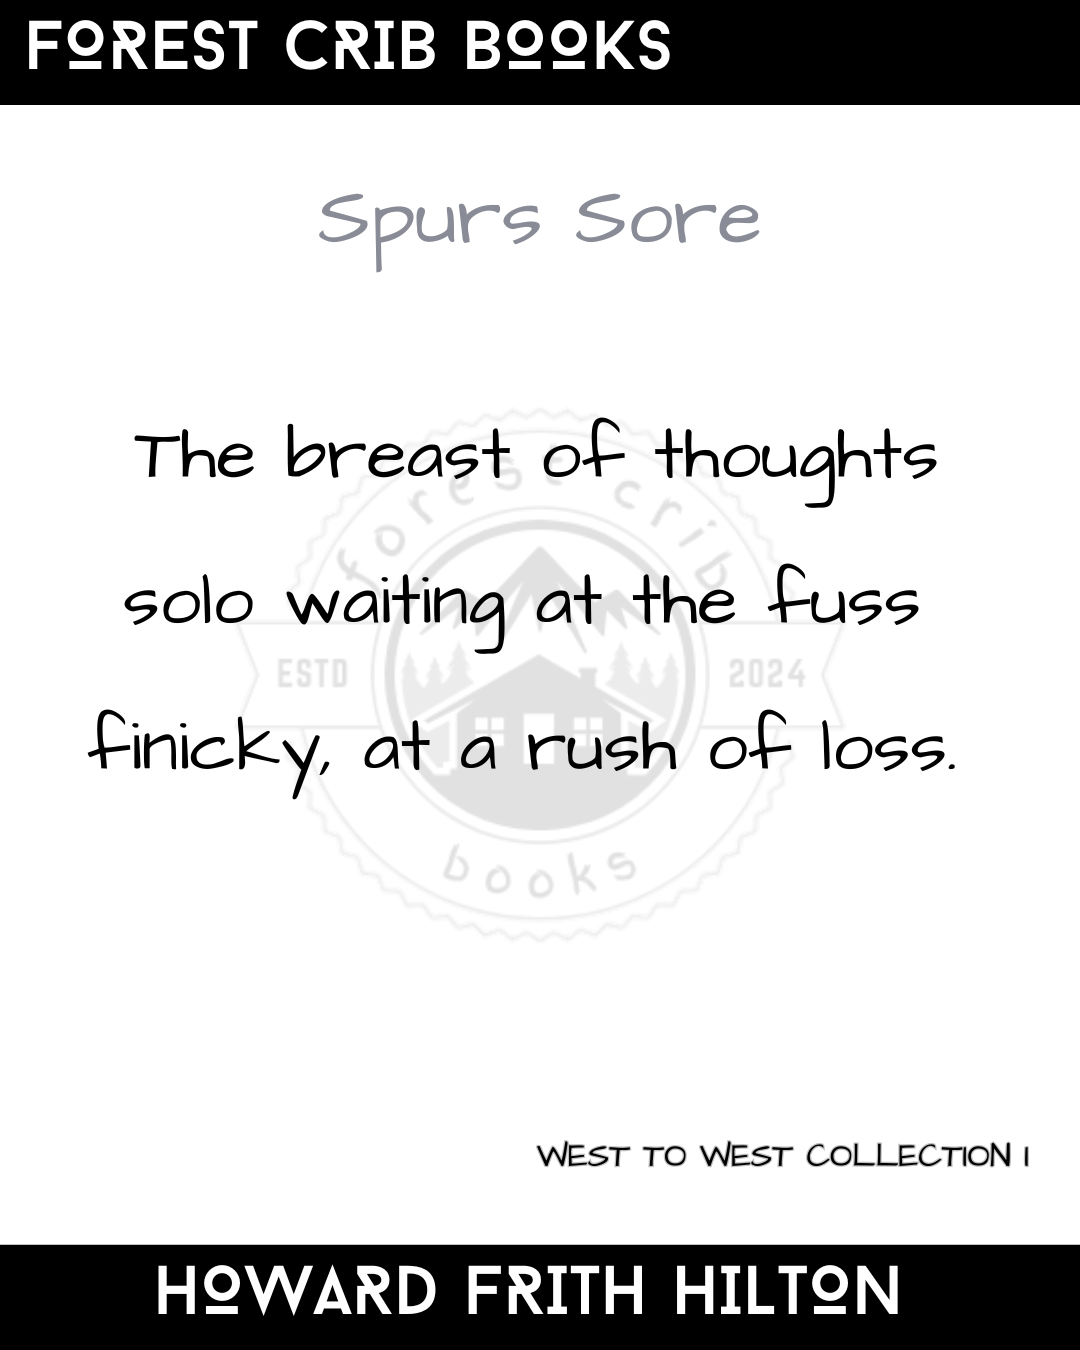 FOREST CRIB BOOKS
Spurs Sore
The breast of thoughts
solo waiting at the fuss
finicky, at a rush of loss.
forest crib
ESTD 2024
books
WEST TO WEST COLLECTION 1
HOWARD FRITH HILTON